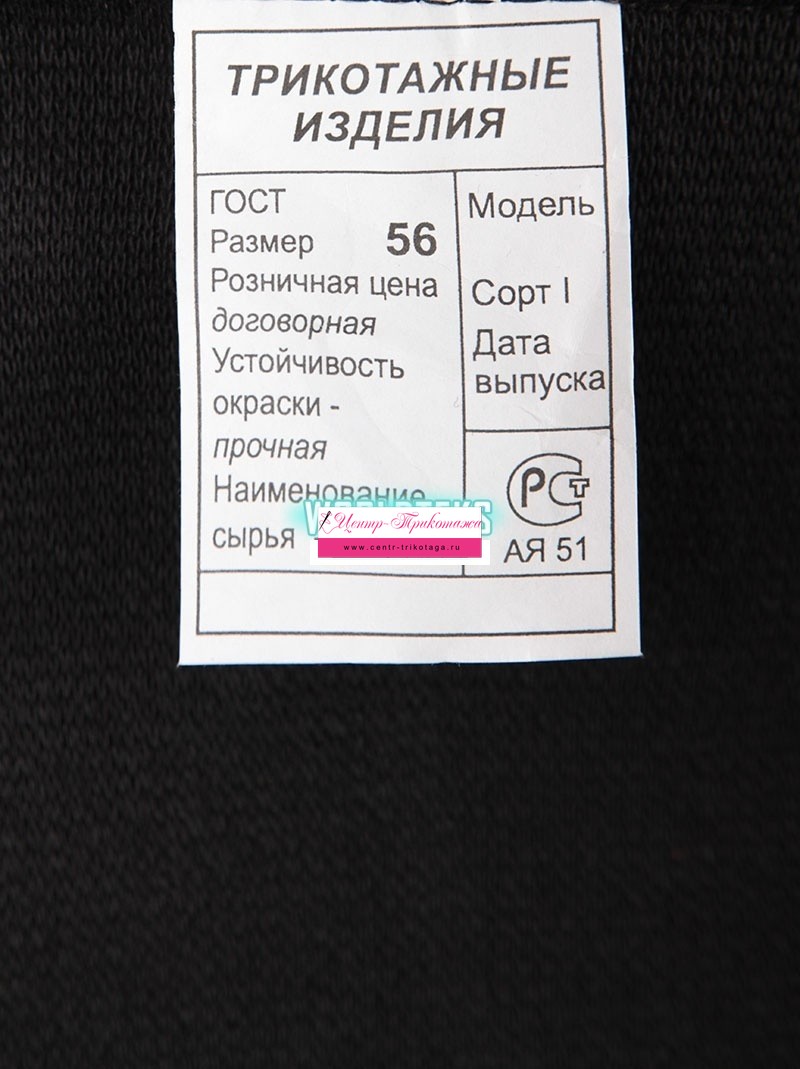 ТРИКОТАЖНЫЕ
ИЗДЕЛИЯ
ГОСТ
Размер 56
Розничная цена
договорная
Устойчивость
окраски -
прочная
Наименование
сырья
Модель
Сорт I
Дата
выпуска
РСТ
АЯ 51
Центр-Трикотажа
www.centr-trikotaga.ru